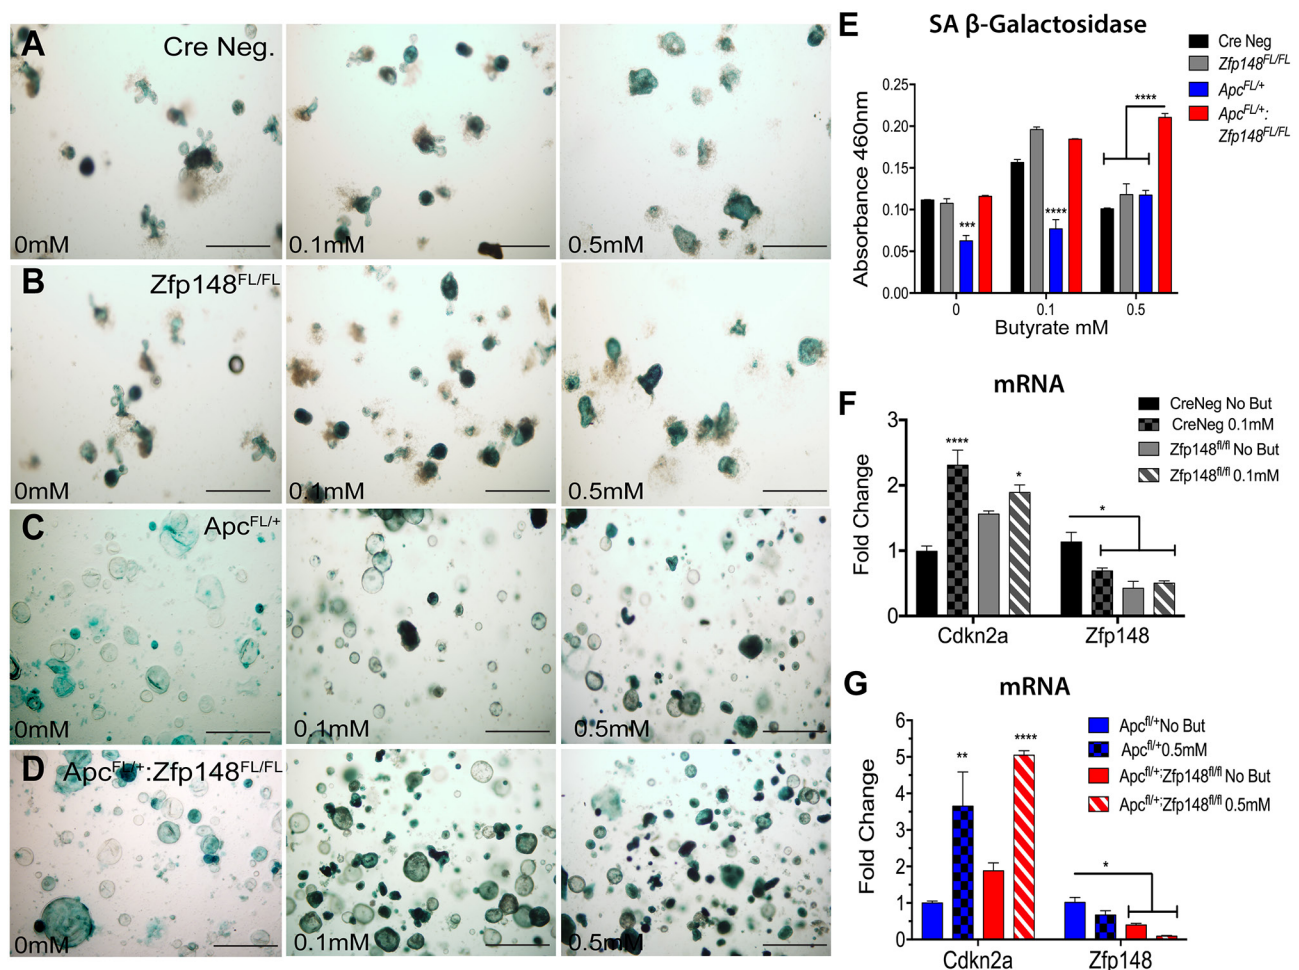 A
Cre Neg.
0mM
0.1mM
0.5mM
B
Zfp148FL/FL
0mM
0.1mM
0.5mM
C
ApcFL/+
0mM
0.1mM
0.5mM
D
ApcFL/+:Zfp148FL/FL
0mM
0.1mM
0.5mM
E
SA β-Galactosidase
Cre Neg
Zfp148FL/FL
ApcFL/+
ApcFL/+:
Zfp148FL/FL
Absorbance 460nm
0.25
0.20
0.15
0.10
0.05
0.00
***
****
****
0
0.1
0.5
Butyrate mM
F
mRNA
CreNeg No But
CreNeg 0.1mM
Zfp148fl/fl No But
Zfp148fl/fl 0.1mM
Fold Change
3
2
1
0
****
*
*
Cdkn2a
Zfp148
G
mRNA
Apcfl/+No But
Apcfl/+0.5mM
Apcfl/+:Zfp148fl/fl No But
Apcfl/+:Zfp148fl/fl 0.5mM
Fold Change
6
5
4
3
2
1
0
**
****
*
Cdkn2a
Zfp148